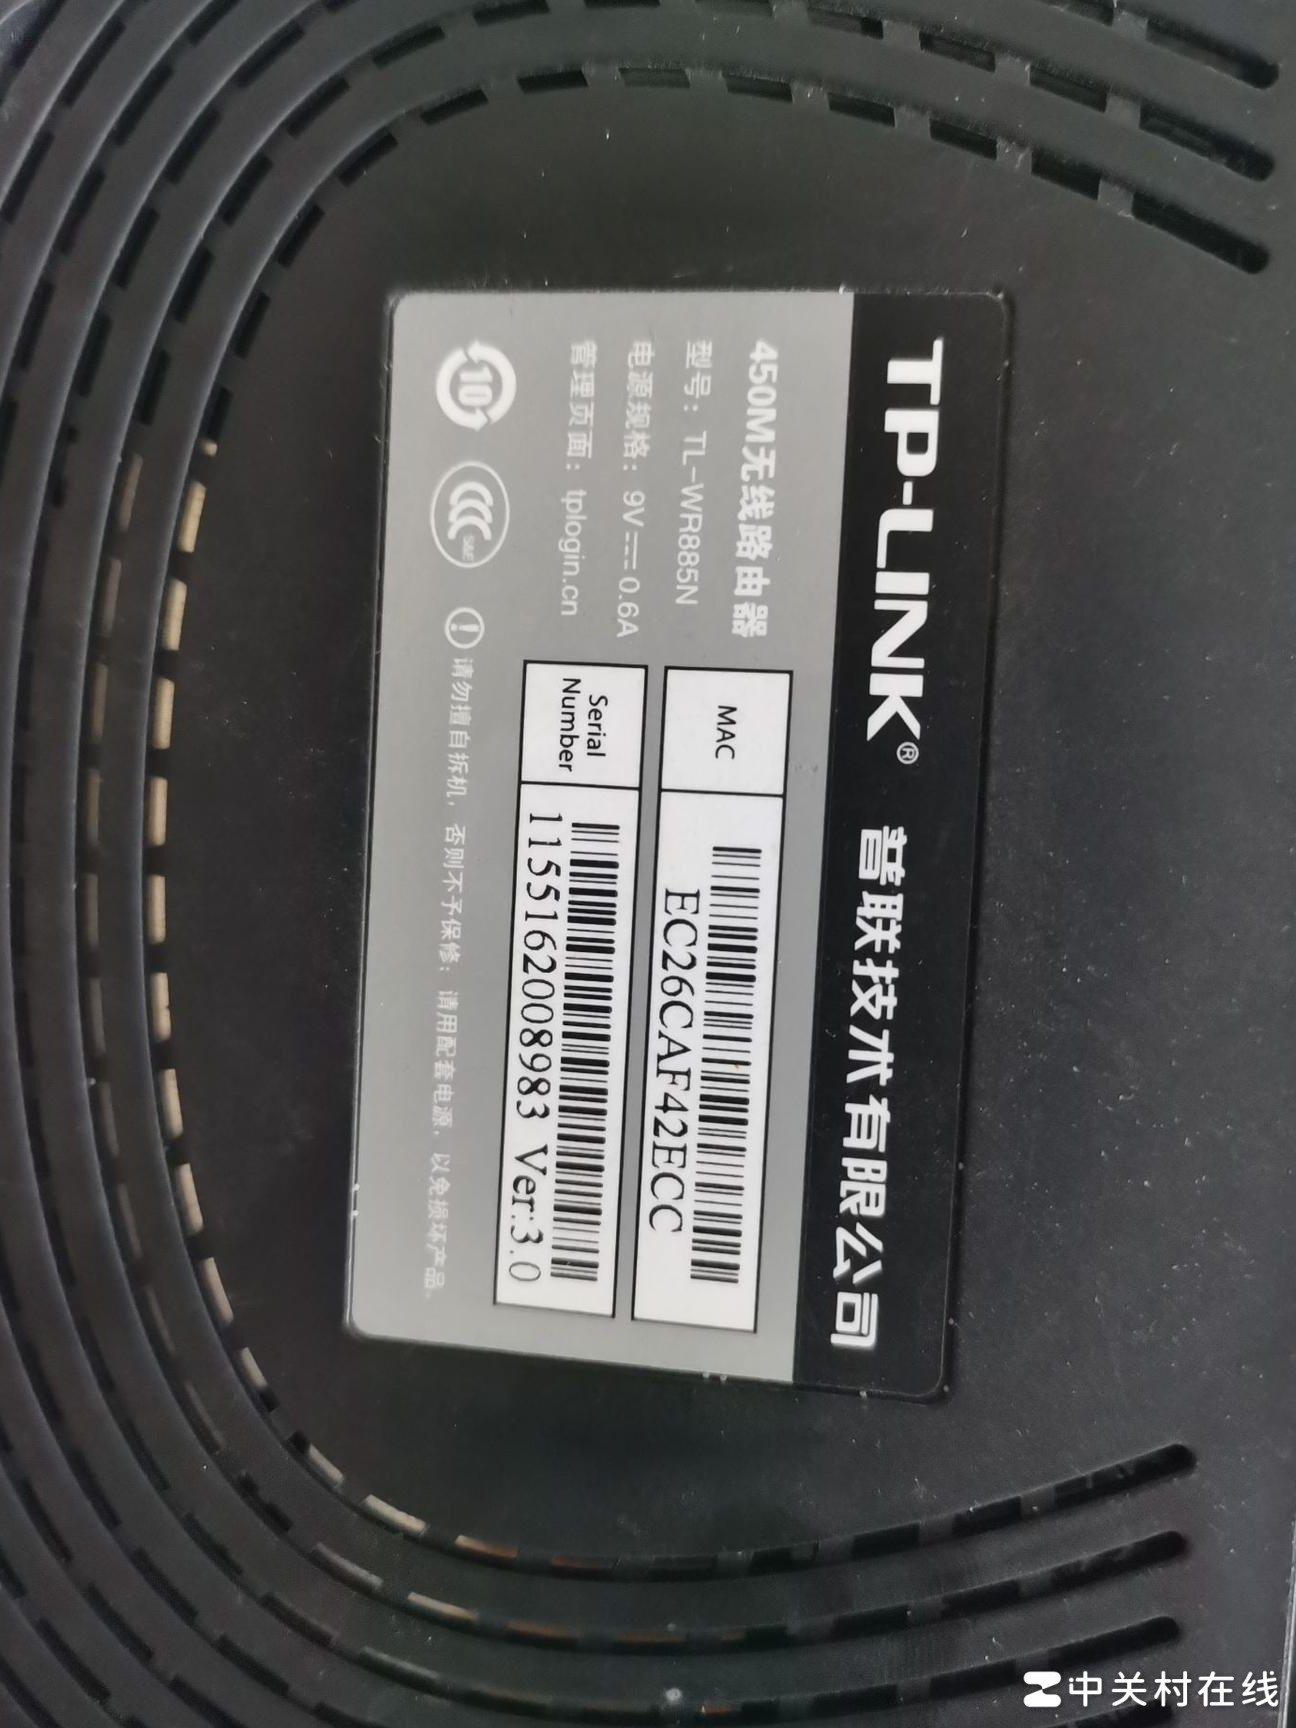 TP-LINK® 普联技术有限公司
450M无线路由器
型号：TL-WR885N
电源规格：9V⎓0.6A
管理页面：tplogin.cn
MAC
EC26CAF42ECC
Serial
Number
1155162008983 Ver:3.0
10
CCC
S&E
! 请勿擅自拆机，否则不予保修；请用配套电源，以免损坏产品。
中关村在线